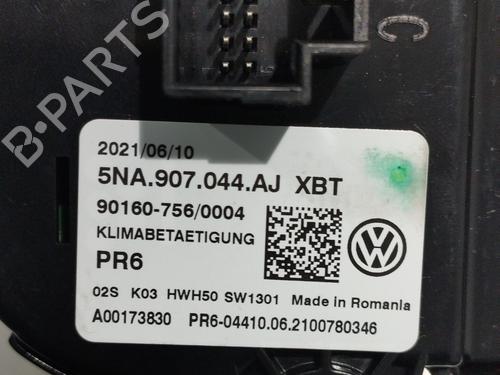 C
B-PARTS
2021/06/10
5NA.907.044.AJ XBT
90160-756/0004
KLIMABETAETIGUNG
PR6
02S K03 HWH50 SW1301 Made in Romania
A00173830 PR6-04410.06.2100780346